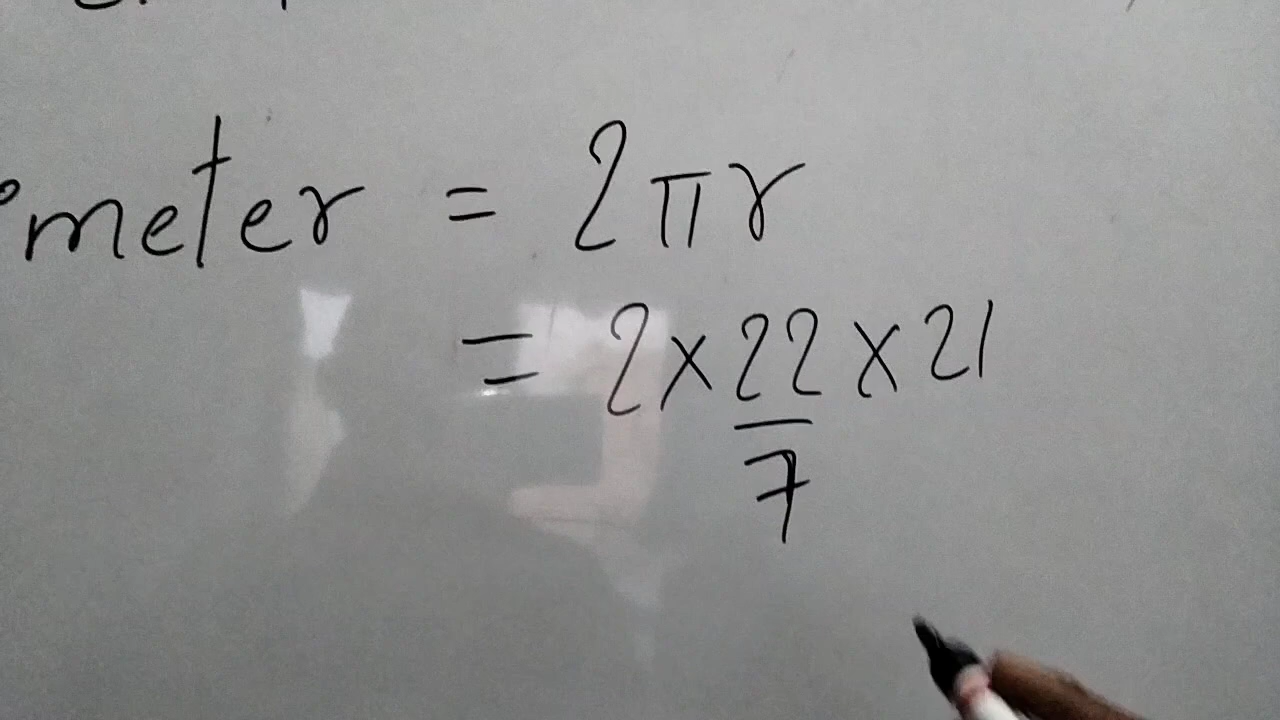 meter = 2πr
= 2 × 22/7 × 21